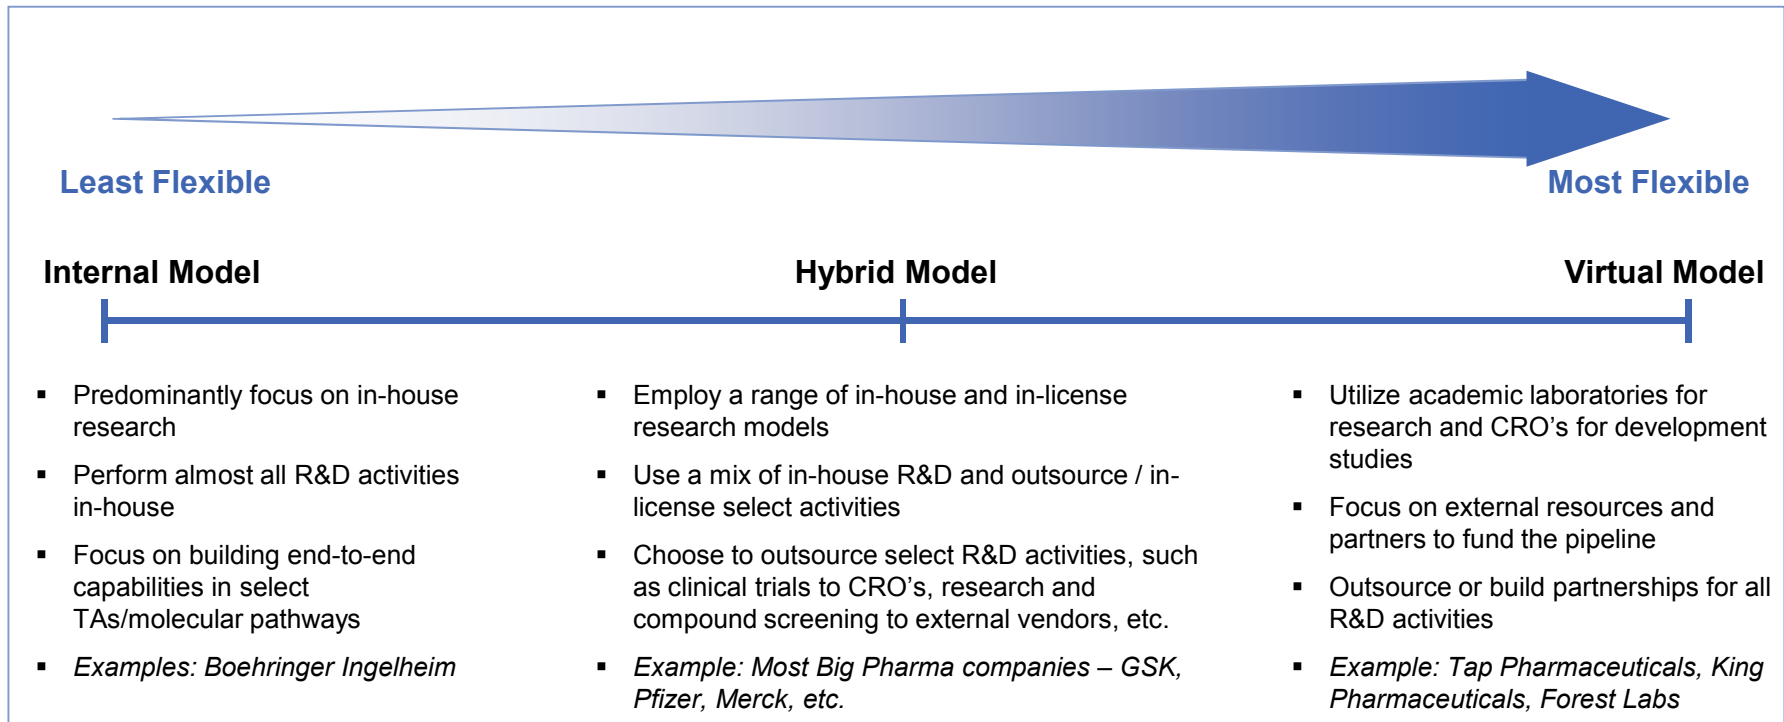 Least Flexible
Most Flexible
Internal Model
Hybrid Model
Virtual Model
▪ Predominantly focus on in-house
research
▪ Perform almost all R&D activities
in-house
▪ Focus on building end-to-end
capabilities in select
TAs/molecular pathways
▪ Examples: Boehringer Ingelheim
▪ Employ a range of in-house and in-license
research models
▪ Use a mix of in-house R&D and outsource / in-
license select activities
▪ Choose to outsource select R&D activities, such
as clinical trials to CRO's, research and
compound screening to external vendors, etc.
▪ Example: Most Big Pharma companies – GSK,
Pfizer, Merck, etc.
▪ Utilize academic laboratories for
research and CRO's for development
studies
▪ Focus on external resources and
partners to fund the pipeline
▪ Outsource or build partnerships for all
R&D activities
▪ Example: Tap Pharmaceuticals, King
Pharmaceuticals, Forest Labs